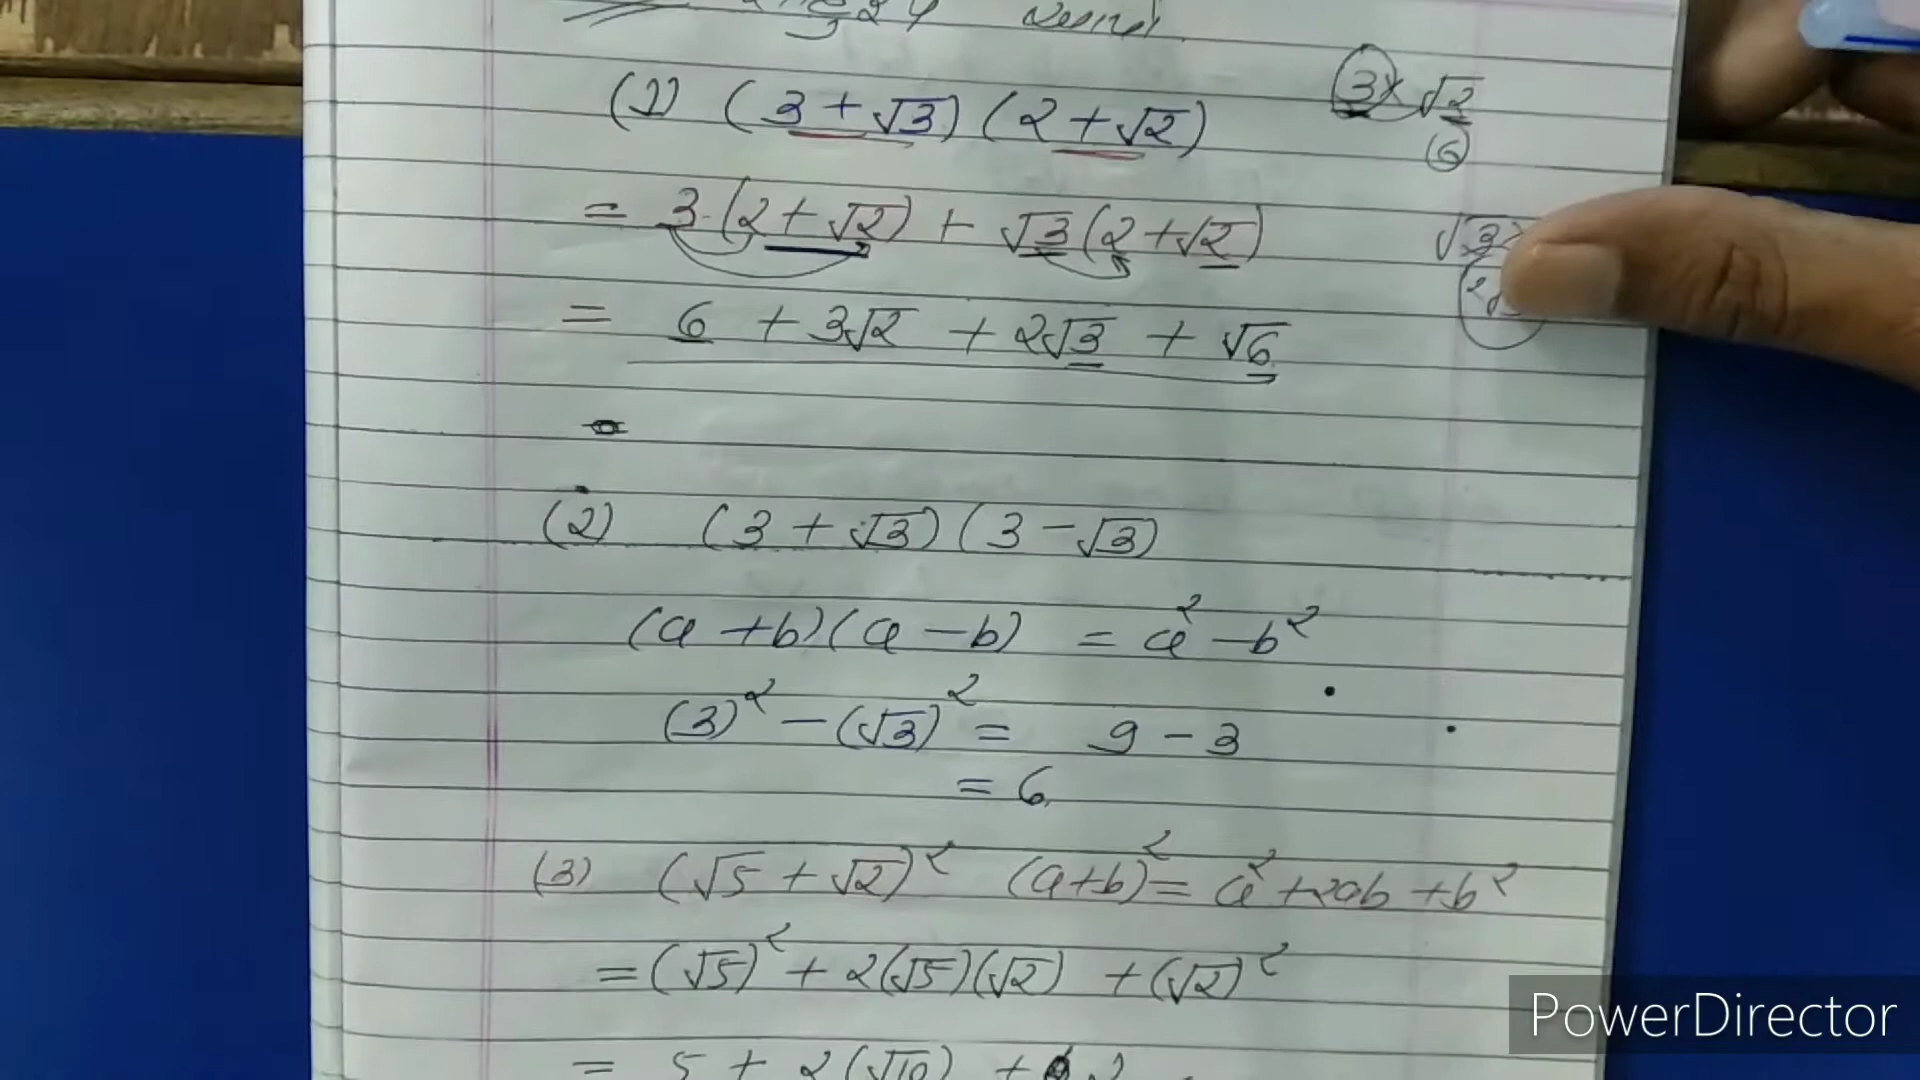 (1) (3 + √3) (2 + √2)
3 × √2
6
= 3 (2 + √2) + √3 (2 + √2)
√3
= 6 + 3√2 + 2√3 + √6
(2) (3 + √3) (3 - √3)
(a + b) (a - b) = a² - b²
(3)² - (√3)² = 9 - 3
= 6
(3) (√5 + √2)² (a+b)² = a² + 2ab + b²
= (√5)² + 2(√5)(√2) + (√2)²
= 5 + 2(√10) + 2
PowerDirector